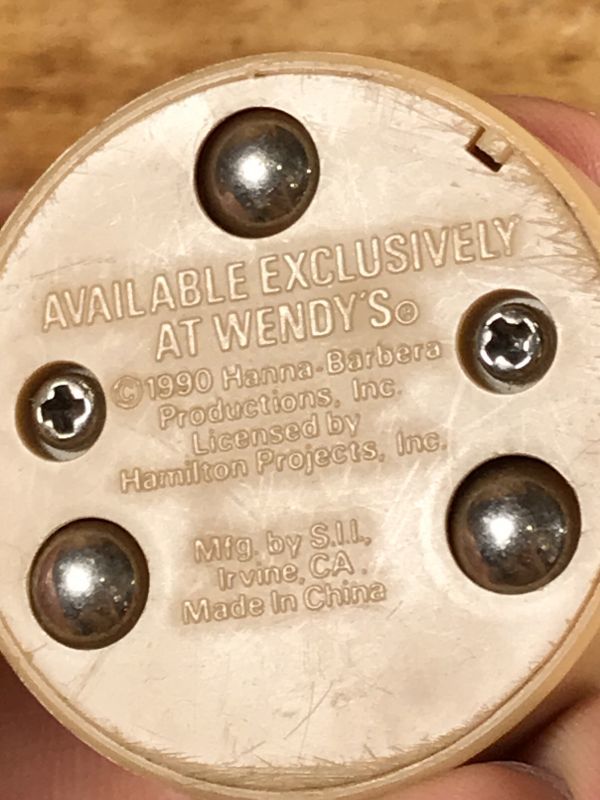 AVAILABLE EXCLUSIVELY
AT WENDY'S®
©1990 Hanna-Barbera
Productions, Inc.
Licensed by
Hamilton Projects, Inc.
Mfg. by S.I.I.,
Irvine, CA.
Made In China